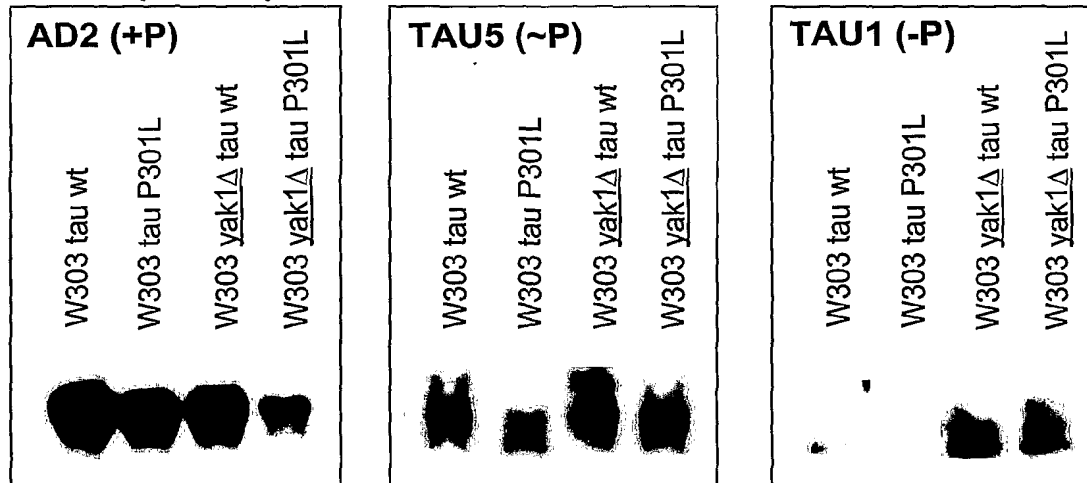 AD2 (+P)
W303 tau wt
W303 tau P301L
W303 yak1Δ tau wt
W303 yak1Δ tau P301L
TAU5 (~P)
W303 tau wt
W303 tau P301L
W303 yak1Δ tau wt
W303 yak1Δ tau P301L
TAU1 (-P)
W303 tau wt
W303 tau P301L
W303 yak1Δ tau wt
W303 yak1Δ tau P301L